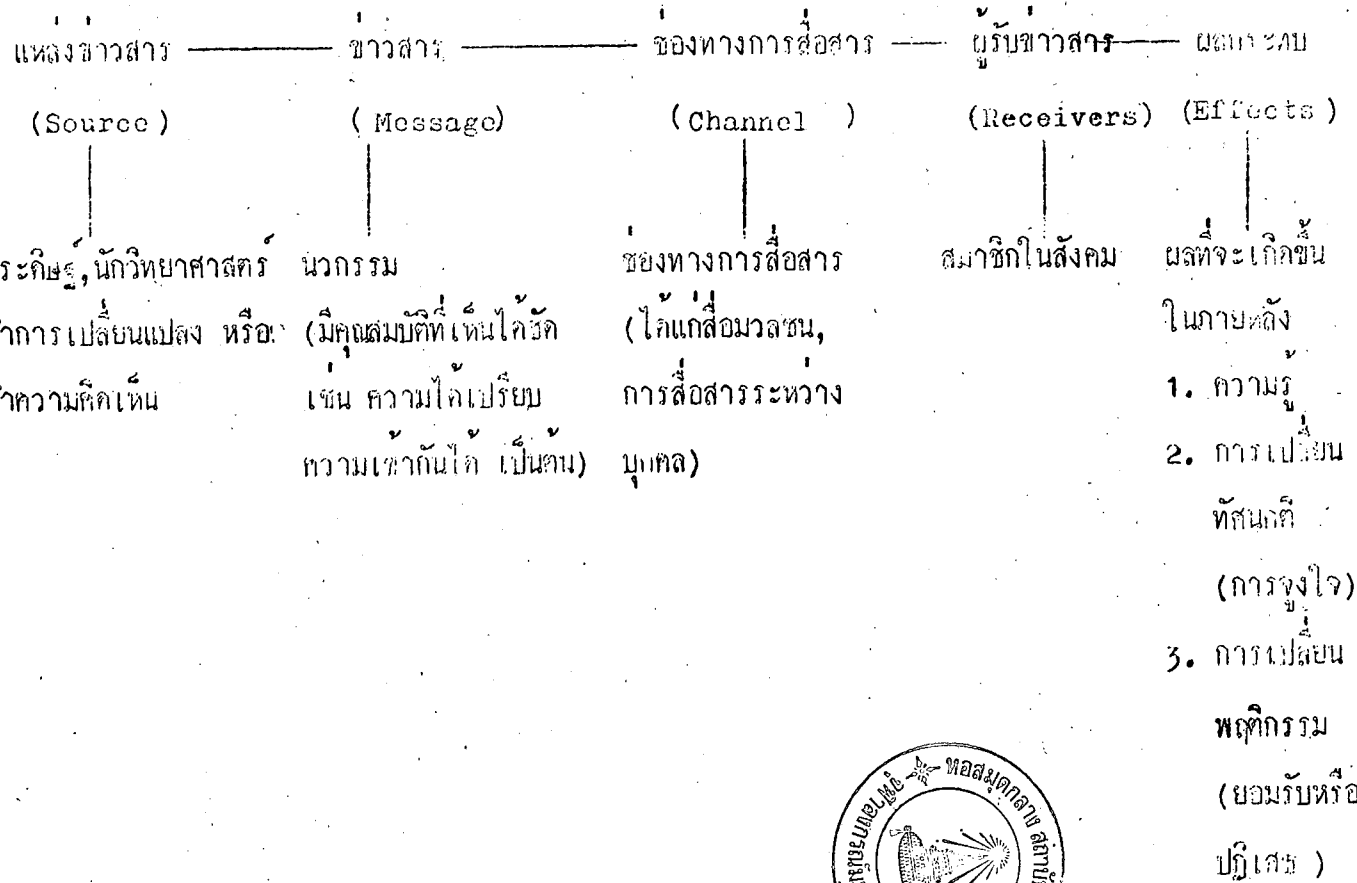 แหล่งข่าวสาร ข่าวสาร ช่องทางการสื่อสาร ผู้รับข่าวสาร ผลกระทบ
(Source) (Message) (Channel) (Receivers) (Effects)
ระดิษฐ์,นักวิทยาศาสตร์ นวกรรม ช่องทางการสื่อสาร สมาชิกในสังคม ผลที่จะเกิดขึ้น
การเปลี่ยนแปลง หรือ (มีคุณสมบัติที่เห็นได้ชัด (ได้แก่สื่อมวลชน, ในภายหลัง
ความคิดเห็น เช่น ความได้เปรียบ การสื่อสารระหว่าง 1. ความรู้
ความเข้ากันได้ เป็นต้น) บุคคล) 2. การเปลี่ยน
ทัศนคติ
(การจูงใจ)
3. การเปลี่ยน
พฤติกรรม
(ยอมรับหรือ
ปฏิเสธ )
หอสมุดกลาง